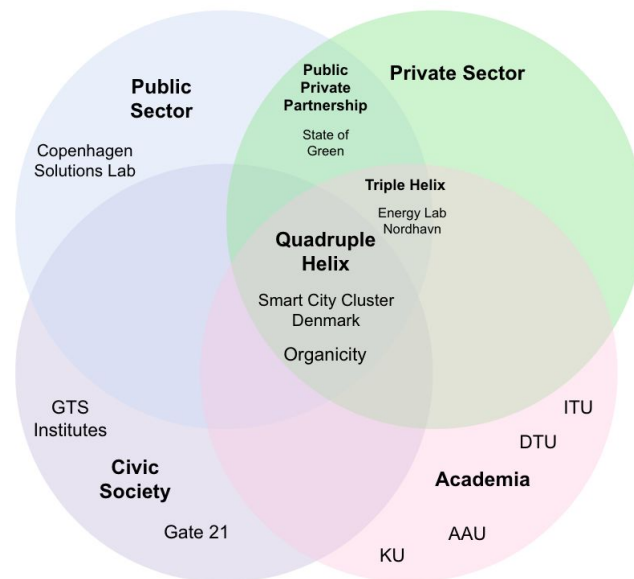 Public
Sector
Copenhagen
Solutions Lab
Public
Private
Partnership
State of
Green
Private Sector
Triple Helix
Energy Lab
Nordhavn
Quadruple
Helix
Smart City Cluster
Denmark
Organicity
GTS
Institutes
Civic
Society
Gate 21
ITU
DTU
Academia
AAU
KU